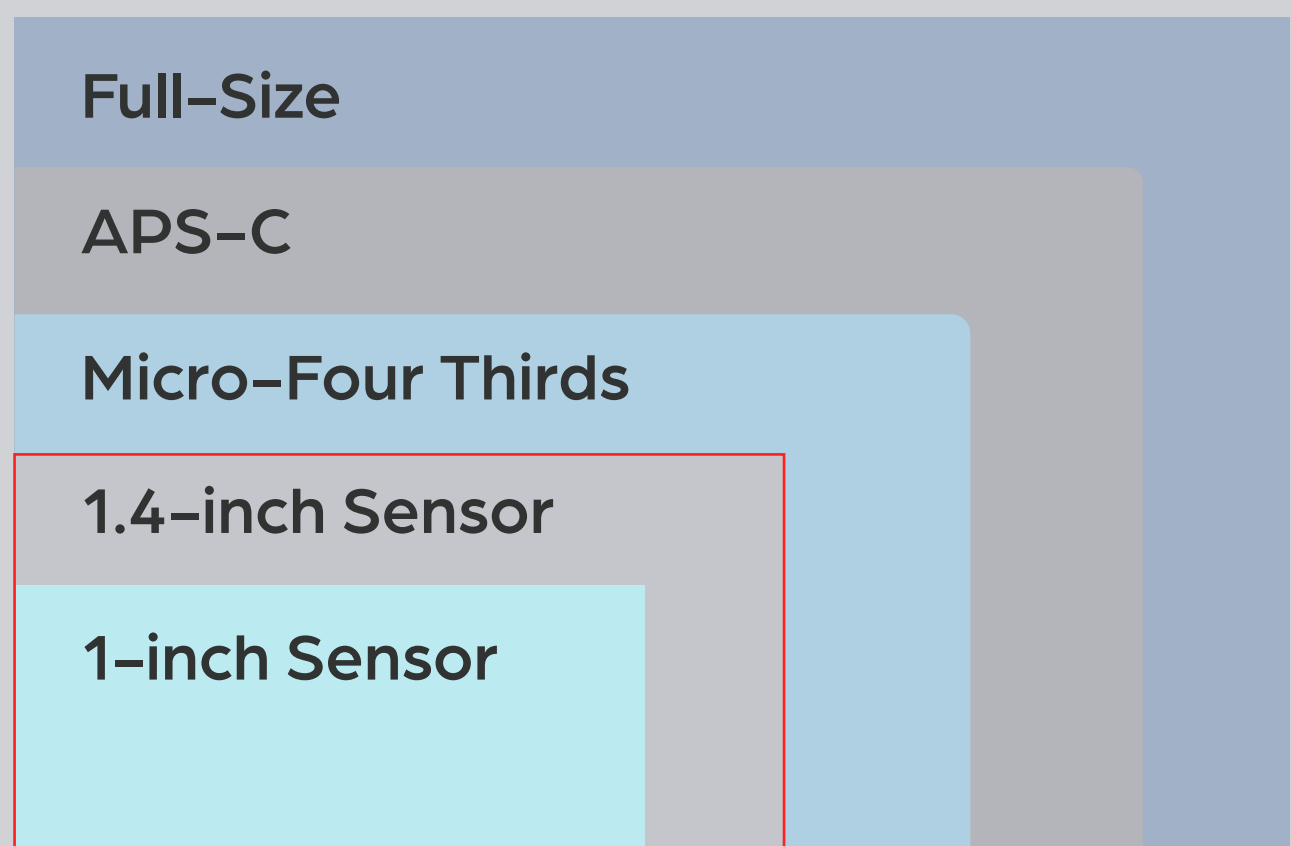 Full-Size
APS-C
Micro-Four Thirds
1.4-inch Sensor
1-inch Sensor